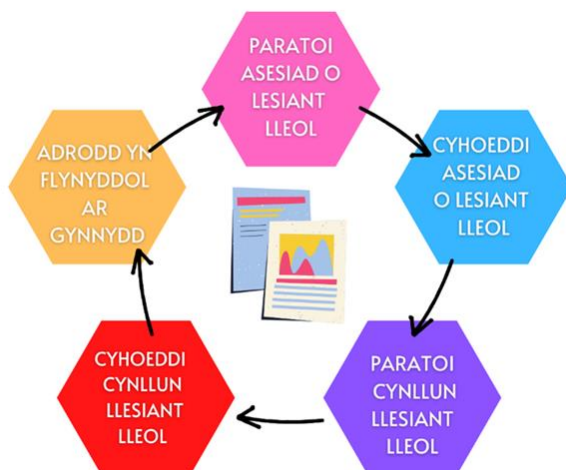 PARATOI
ASESIAD O
LESIANT
LLEOL
CYHOEDDI
ASESIAD
O LESIANT
LLEOL
PARATOI
CYNLLUN
LLESIANT
LLEOL
CYHOEDDI
CYNLLUN
LLESIANT
LLEOL
ADRODD YN
FLYNYDDOL
AR
GYNNYDD